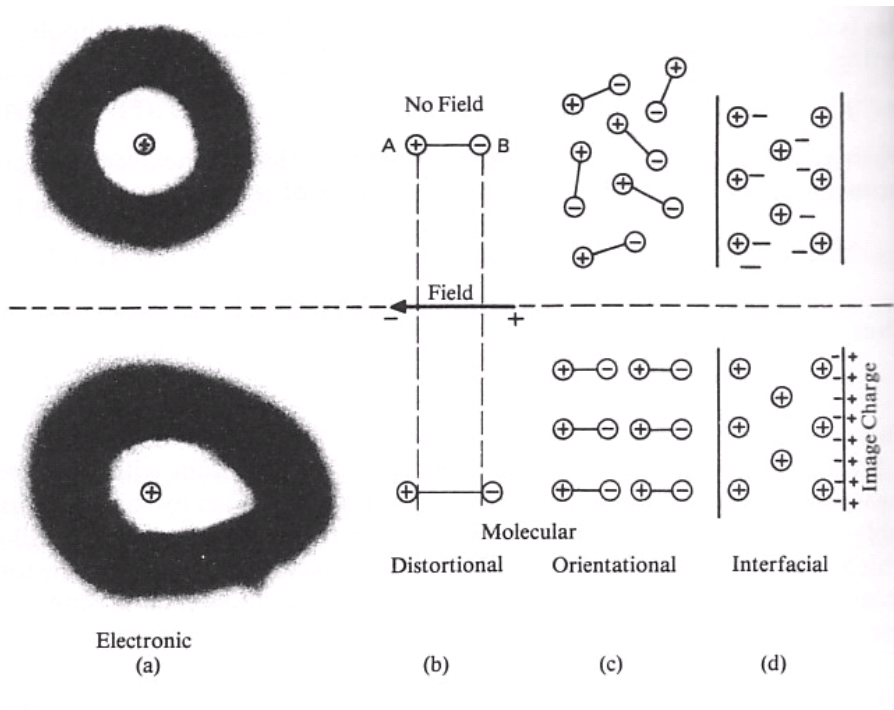 No Field
A + − B
Field
− +
Image Charge
Molecular
Distortional
Orientational
Interfacial
Electronic
(a)
(b)
(c)
(d)